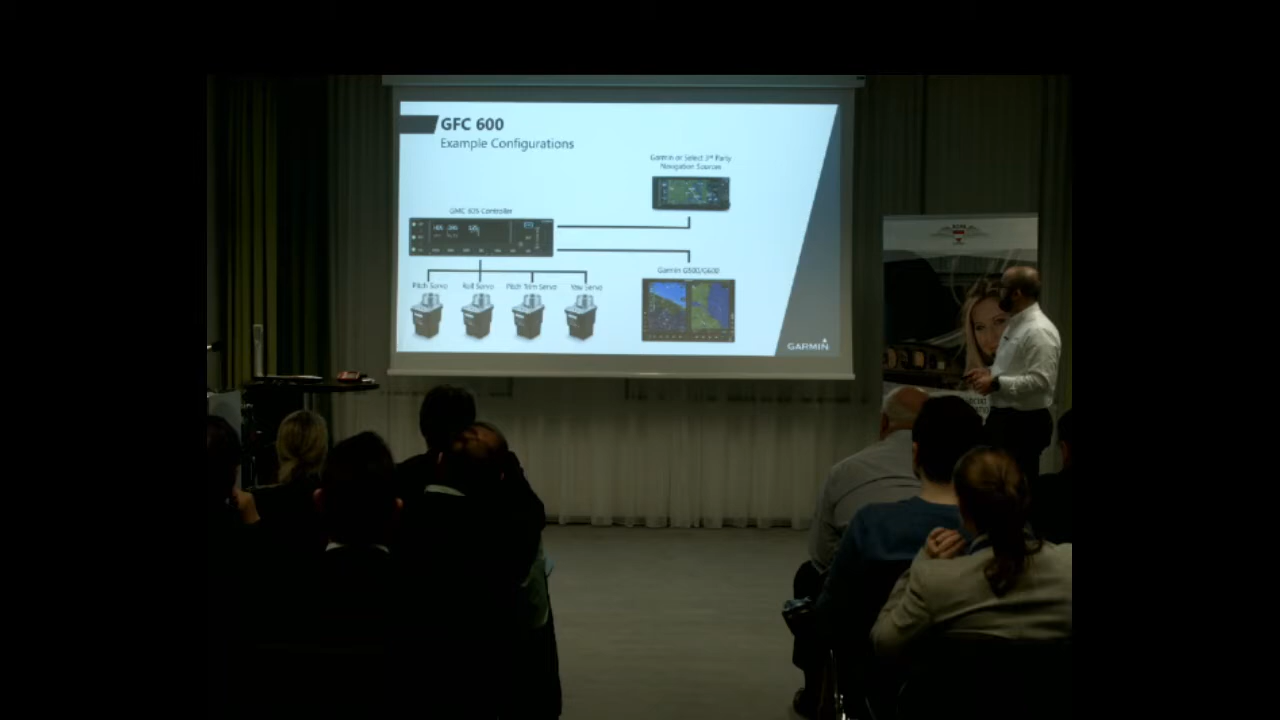 GFC 600
Example Configurations
Garmin or Select 3rd Party
Navigation Sources
GMC 605 Controller
Garmin G500/G600
Pitch Servo Roll Servo Pitch Trim Servo Yaw Servo
GARMIN